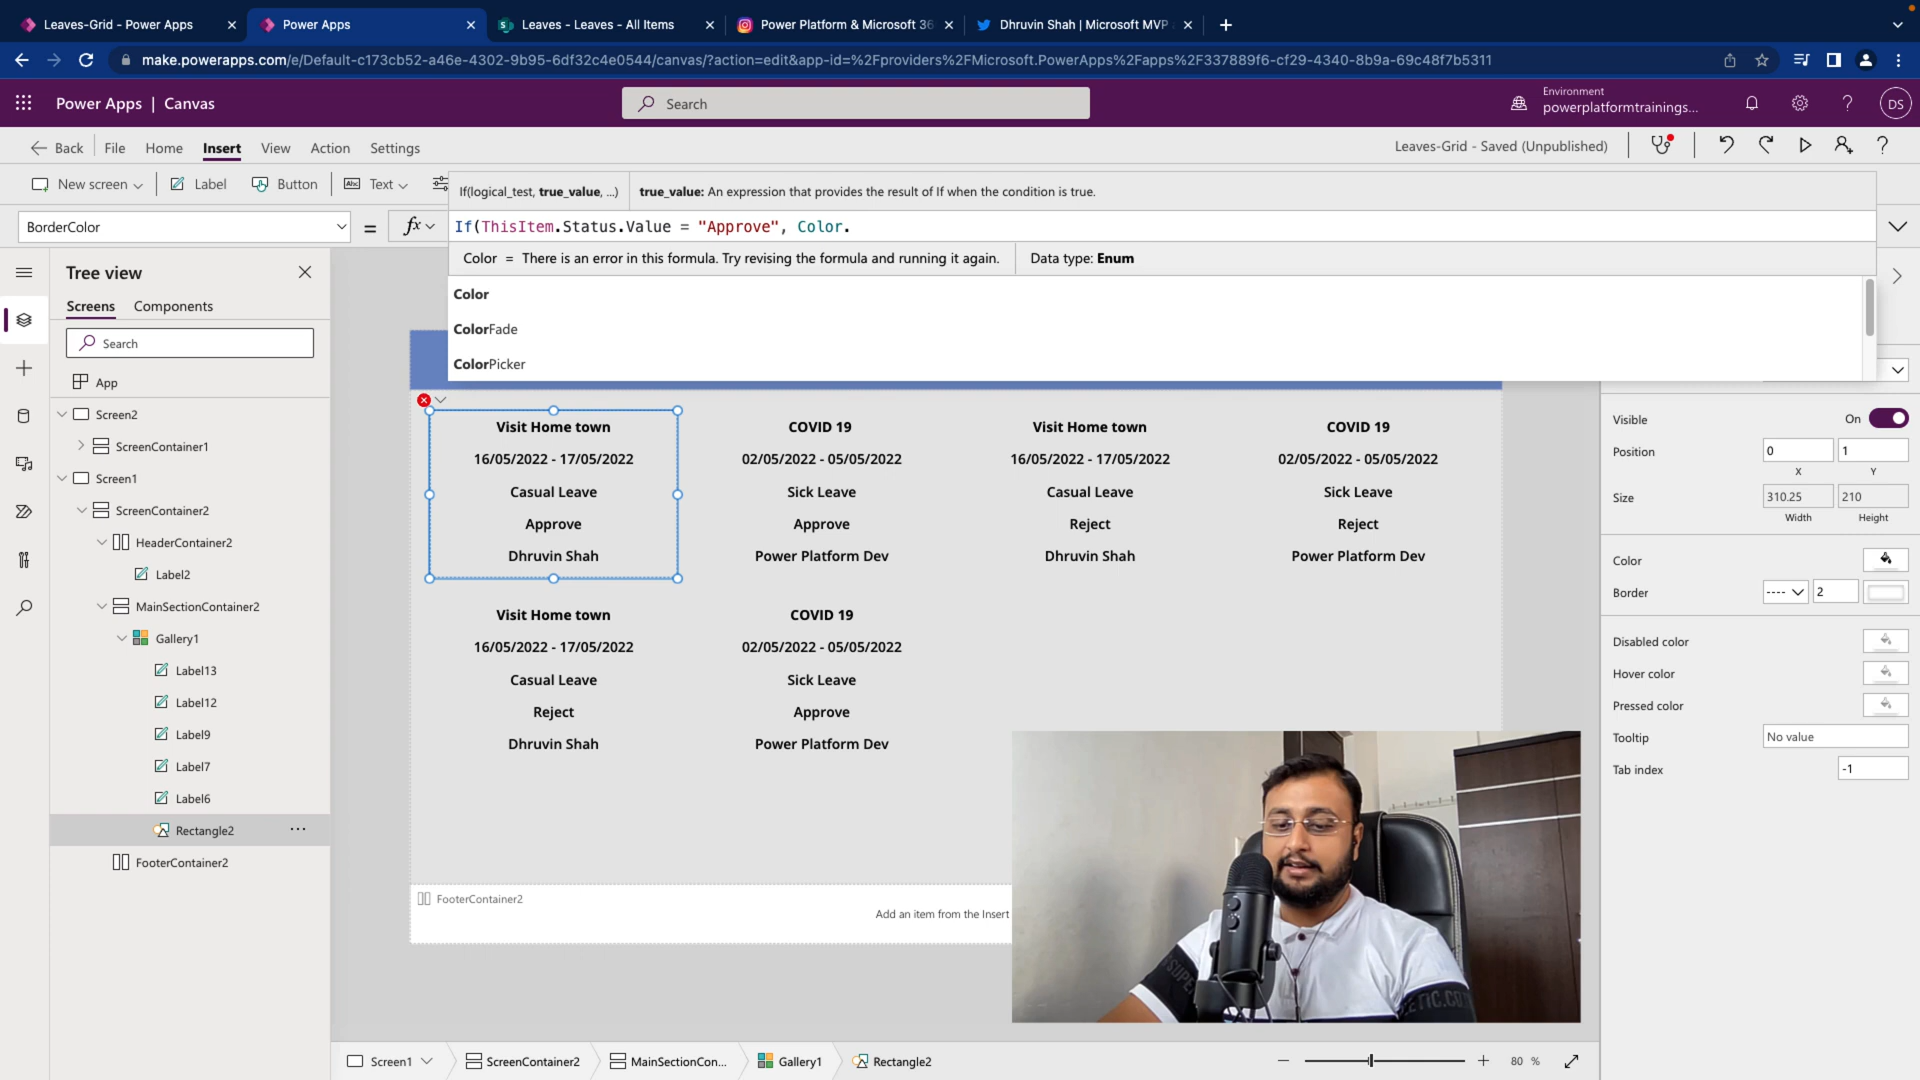 Leaves-Grid - Power Apps
Power Apps
Leaves - Leaves - All Items
Power Platform & Microsoft 36
Dhruvin Shah | Microsoft MVP
make.powerapps.com/e/Default-c173cb52-a46e-4302-9b95-6df32c4e0544/canvas/?action=edit&app-id=%2Fproviders%2FMicrosoft.PowerApps%2Fapps%2F337889f6-cf29-4340-8b9a-69c48f7b5311
Power Apps | Canvas
Search
Environment
powerplatformtrainings...
DS
Back
File
Home
Insert
View
Action
Settings
Leaves-Grid - Saved (Unpublished)
New screen
Label
Button
Abc Text
If(logical_test, true_value, ...)
true_value: An expression that provides the result of If when the condition is true.
BorderColor
= fx
If(ThisItem.Status.Value = "Approve", Color.
Color = There is an error in this formula. Try revising the formula and running it again.
Data type: Enum
Color
ColorFade
ColorPicker
Tree view
Screens
Components
Search
App
Screen2
ScreenContainer1
Screen1
ScreenContainer2
HeaderContainer2
Label2
MainSectionContainer2
Gallery1
Label13
Label12
Label9
Label7
Label6
Rectangle2
FooterContainer2
Visit Home town
16/05/2022 - 17/05/2022
Casual Leave
Approve
Dhruvin Shah
COVID 19
02/05/2022 - 05/05/2022
Sick Leave
Approve
Power Platform Dev
Visit Home town
16/05/2022 - 17/05/2022
Casual Leave
Reject
Dhruvin Shah
COVID 19
02/05/2022 - 05/05/2022
Sick Leave
Reject
Power Platform Dev
Visit Home town
16/05/2022 - 17/05/2022
Casual Leave
Reject
Dhruvin Shah
COVID 19
02/05/2022 - 05/05/2022
Sick Leave
Approve
Power Platform Dev
FooterContainer2
Add an item from the Insert
Visible
On
Position
0
1
X
Y
Size
310.25
210
Width
Height
Color
Border
2
Disabled color
Hover color
Pressed color
Tooltip
No value
Tab index
-1
Screen1
ScreenContainer2
MainSectionCon...
Gallery1
Rectangle2
80 %